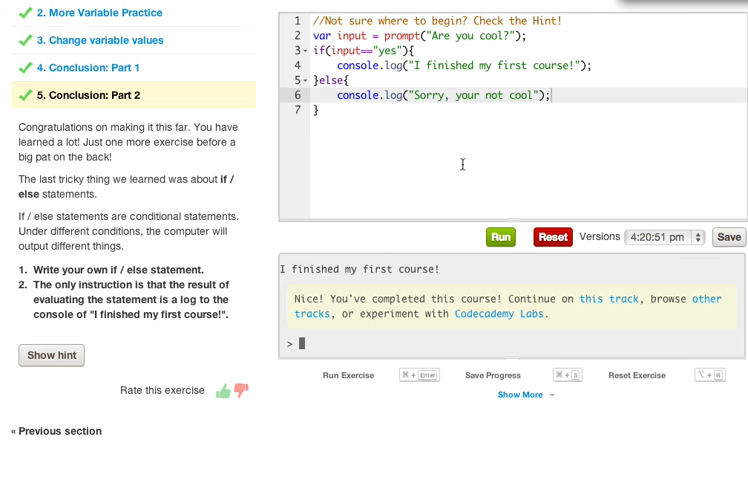 2. More Variable Practice
3. Change variable values
4. Conclusion: Part 1
5. Conclusion: Part 2
Congratulations on making it this far. You have
learned a lot! Just one more exercise before a
big pat on the back!
The last tricky thing we learned was about if /
else statements.
If / else statements are conditional statements.
Under different conditions, the computer will
output different things.
1. Write your own if / else statement.
2. The only instruction is that the result of
evaluating the statement is a log to the
console of "I finished my first course!".
Show hint
Rate this exercise
« Previous section
1 //Not sure where to begin? Check the Hint!
2 var input = prompt("Are you cool?");
3 if(input=="yes"){
4 console.log("I finished my first course!");
5 }else{
6 console.log("Sorry, your not cool");
7 }
Run Reset Versions 4:20:51 pm Save
I finished my first course!
Nice! You've completed this course! Continue on this track, browse other
tracks, or experiment with Codecademy Labs.
>
Run Exercise ⌘ + Enter Save Progress ⌘ + S Reset Exercise ⌥ + R
Show More